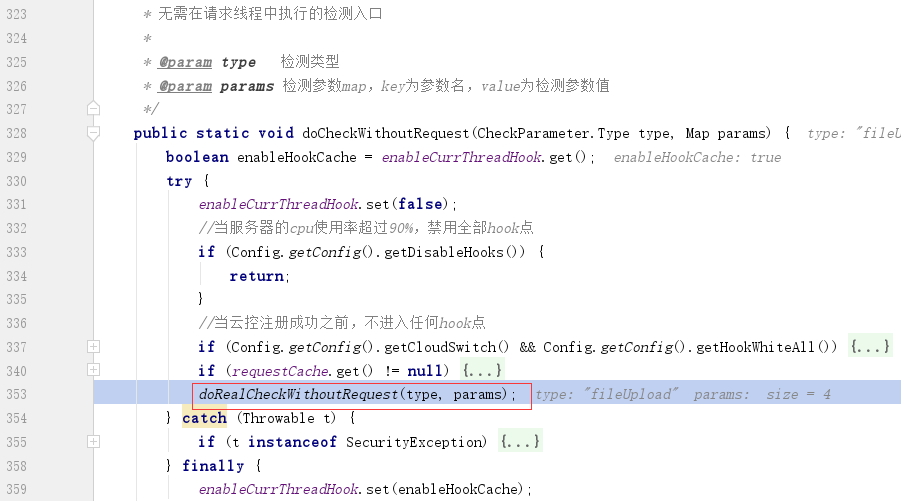 323 * 无需在请求线程中执行的检测入口
324 *
325 * @param type 检测类型
326 * @param params 检测参数map，key为参数名，value为检测参数值
327 */
328 public static void doCheckWithoutRequest(CheckParameter.Type type, Map params) { type: "fileU
329 boolean enableHookCache = enableCurrThreadHook.get(); enableHookCache: true
330 try {
331 enableCurrThreadHook.set(false);
332 //当服务器的cpu使用率超过90%，禁用全部hook点
333 if (Config.getConfig().getDisableHooks()) {
334 return;
335 }
336 //当云控注册成功之前，不进入任何hook点
337 if (Config.getConfig().getCloudSwitch() && Config.getConfig().getHookWhiteAll()) {...}
340 if (requestCache.get() != null) {...}
353 doRealCheckWithoutRequest(type, params); type: "fileUpload" params: size = 4
354 } catch (Throwable t) {
355 if (t instanceof SecurityException) {...}
358 } finally {
359 enableCurrThreadHook.set(enableHookCache);